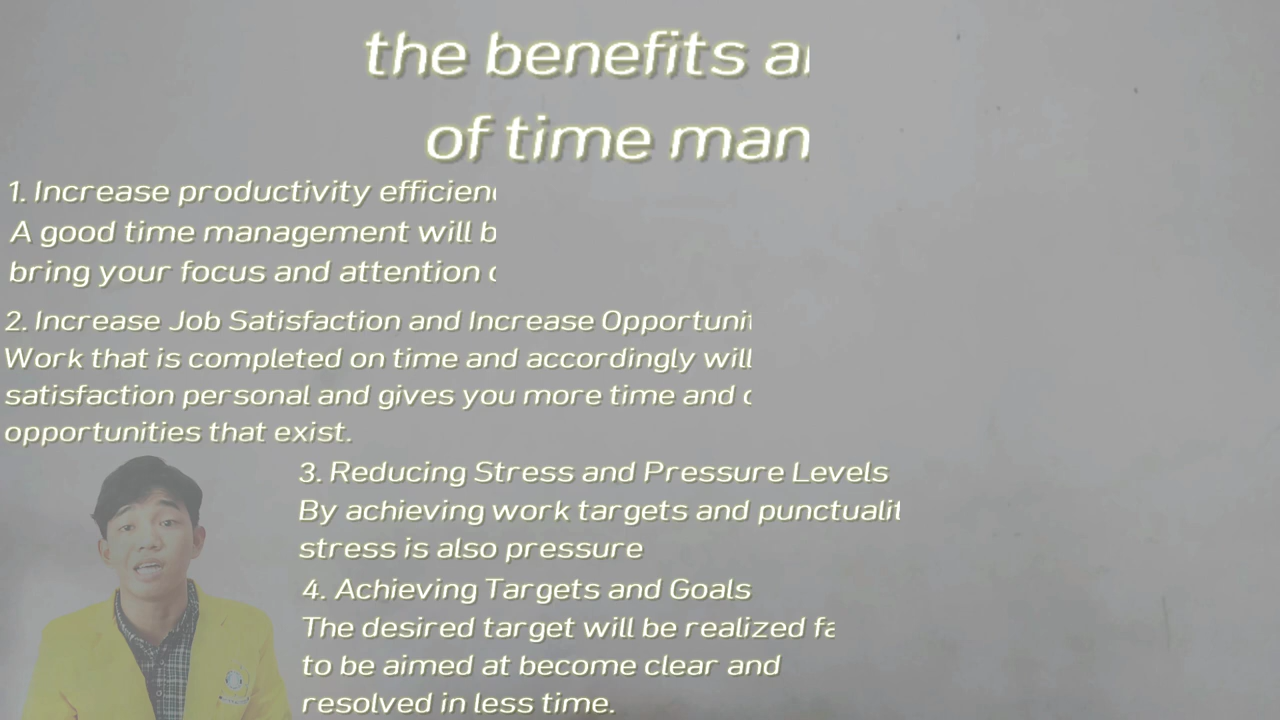 the benefits
of time man
1. Increase productivity
A good time management will
bring your focus and attention
2. Increase Job Satisfaction and Increase
Work that is completed on time and accordingly will
satisfaction personal and gives you more time and
opportunities that exist.
3. Reducing Stress and Pressure Levels
By achieving work targets and
stress is also pressure
4. Achieving Targets and Goals
The desired target will be realized
to be aimed at become clear and
resolved in less time.